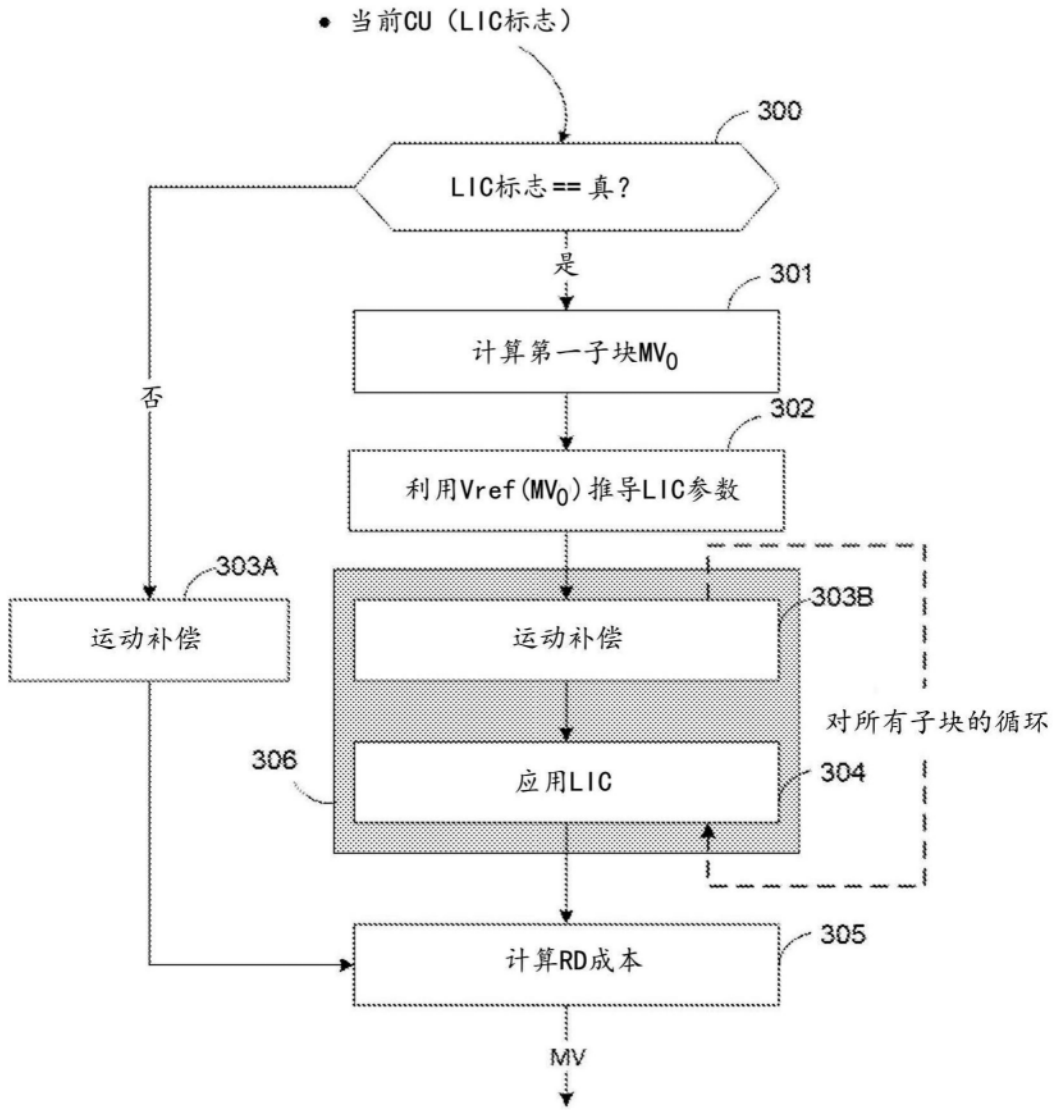 • 当前CU (LIC标志)
300
LIC标志==真?
是
301
计算第一子块MV₀
否
302
利用Vref(MV₀)推导LIC参数
303A
运动补偿
303B
运动补偿
对所有子块的循环
306
应用LIC
304
305
计算RD成本
MV